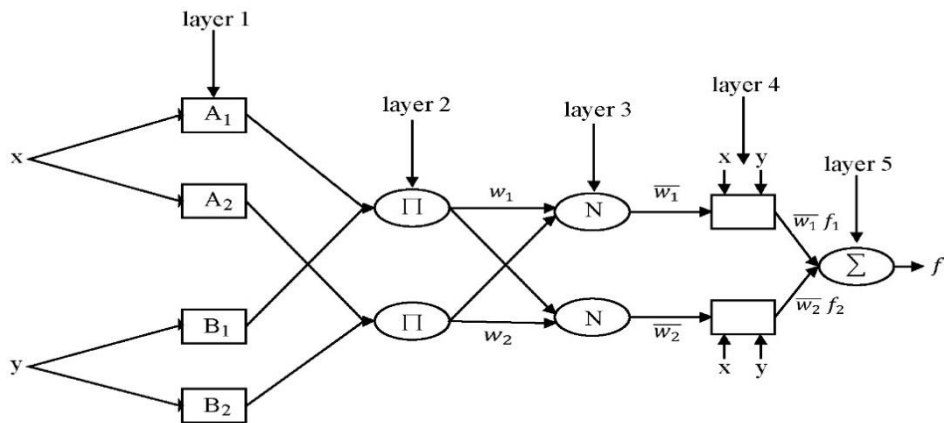 layer 1
layer 2
layer 3
layer 4
layer 5
x
A₁
A₂
y
B₁
B₂
Π
Π
w₁
w₂
N
N
w̅₁
w̅₂
x y
x y
w̅₁ f₁
w̅₂ f₂
Σ
f